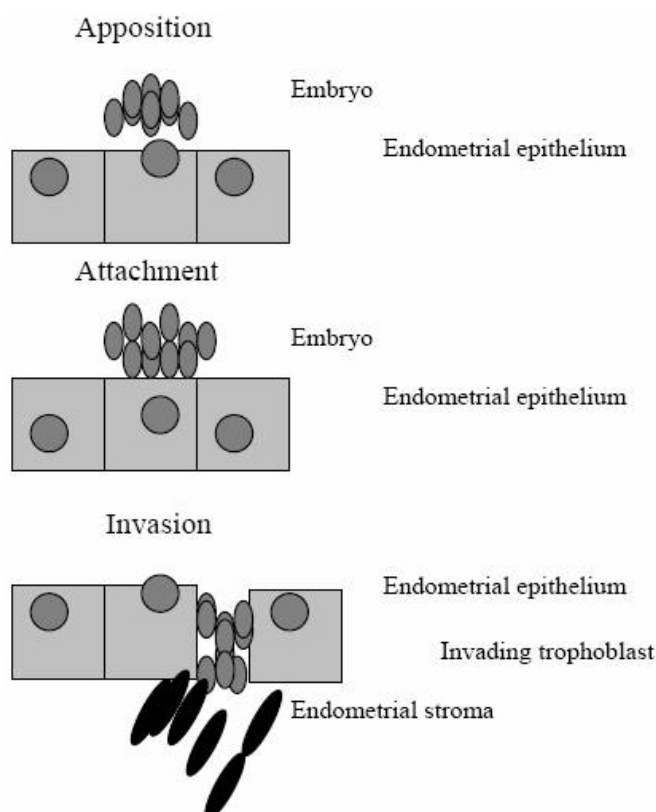 Apposition
Embryo
Endometrial epithelium
Attachment
Embryo
Endometrial epithelium
Invasion
Endometrial epithelium
Invading trophoblast
Endometrial stroma